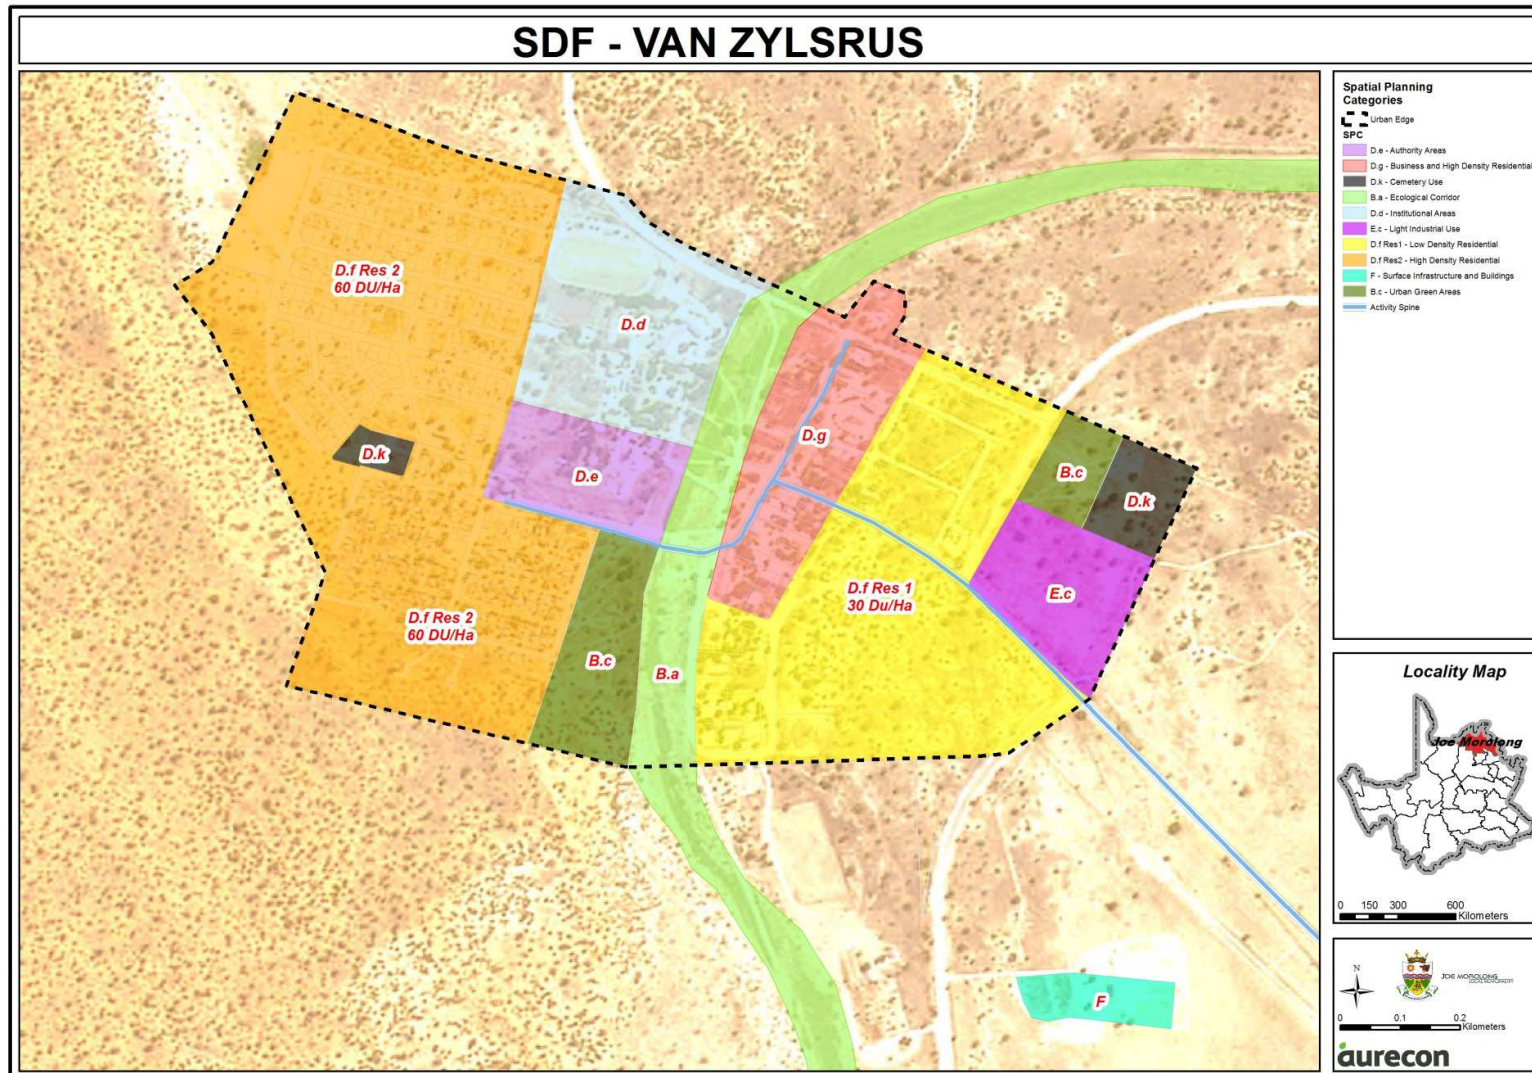 SDF - VAN ZYLSRUS
D.f Res 2
60 DU/Ha
D.d
D.g
D.k
D.e
B.c
D.k
D.f Res 1
30 Du/Ha
E.c
D.f Res 2
60 DU/Ha
B.c
B.a
F
Spatial Planning
Categories
Urban Edge
SPC
D.e - Authority Areas
D.g - Business and High Density Residential
D.k - Cemetery Use
B.a - Ecological Corridor
D.d - Institutional Areas
E.c - Light Industrial Use
D.f Res1 - Low Density Residential
D.f Res2 - High Density Residential
F - Surface Infrastructure and Buildings
B.c - Urban Green Areas
Activity Spine
Locality Map
Joe Morolong
0 150 300 600
Kilometers
N
JOE MOROLONG
LOCAL MUNICIPALITY
0 0.1 0.2
Kilometers
aurecon